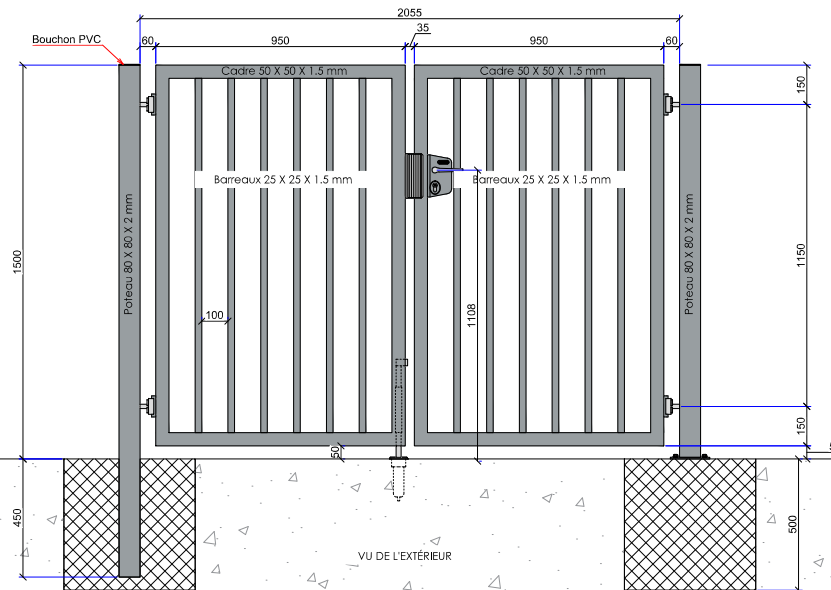 2055
35
Bouchon PVC
60
950
950
60
Cadre 50 X 50 X 1.5 mm
Cadre 50 X 50 X 1.5 mm
150
Barreaux 25 X 25 X 1.5 mm
Barreaux 25 X 25 X 1.5 mm
Poteau 80 X 80 X 2 mm
Poteau 80 X 80 X 2 mm
1500
1150
100
1108
150
50
450
500
VU DE L'EXTÉRIEUR